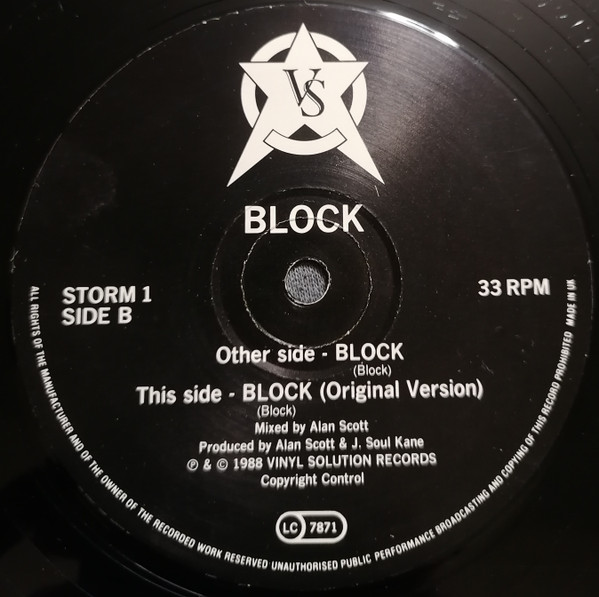 VS
BLOCK
STORM 1
SIDE B
33 RPM
Other side - BLOCK
(Block)
This side - BLOCK (Original Version)
(Block)
Mixed by Alan Scott
Produced by Alan Scott & J. Soul Kane
℗ & © 1988 VINYL SOLUTION RECORDS
Copyright Control
LC 7871
ALL RIGHTS OF THE MANUFACTURER AND OF THE OWNER OF THE RECORDED WORK RESERVED UNAUTHORISED PUBLIC PERFORMANCE BROADCASTING AND COPYING OF THIS RECORD PROHIBITED MADE IN UK